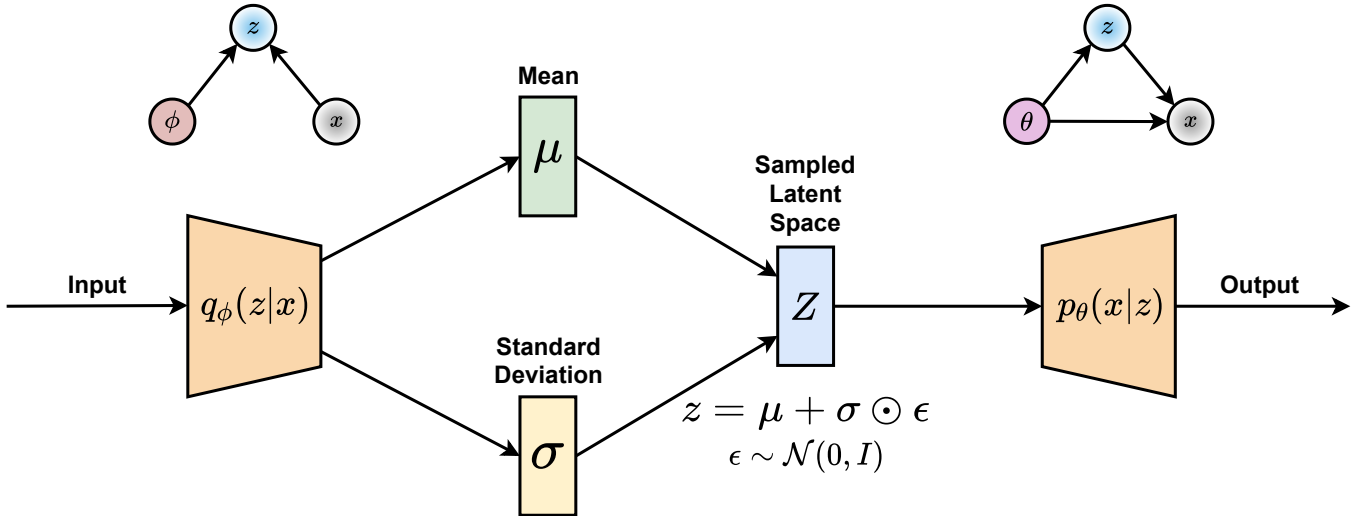 z
ϕ
x
Mean
μ
z
θ
x
Sampled
Latent
Space
Input
q_ϕ(z|x)
Z
p_θ(x|z)
Output
Standard
Deviation
σ
z = μ + σ ⊙ ϵ
ϵ ∼ 𝒩(0, I)